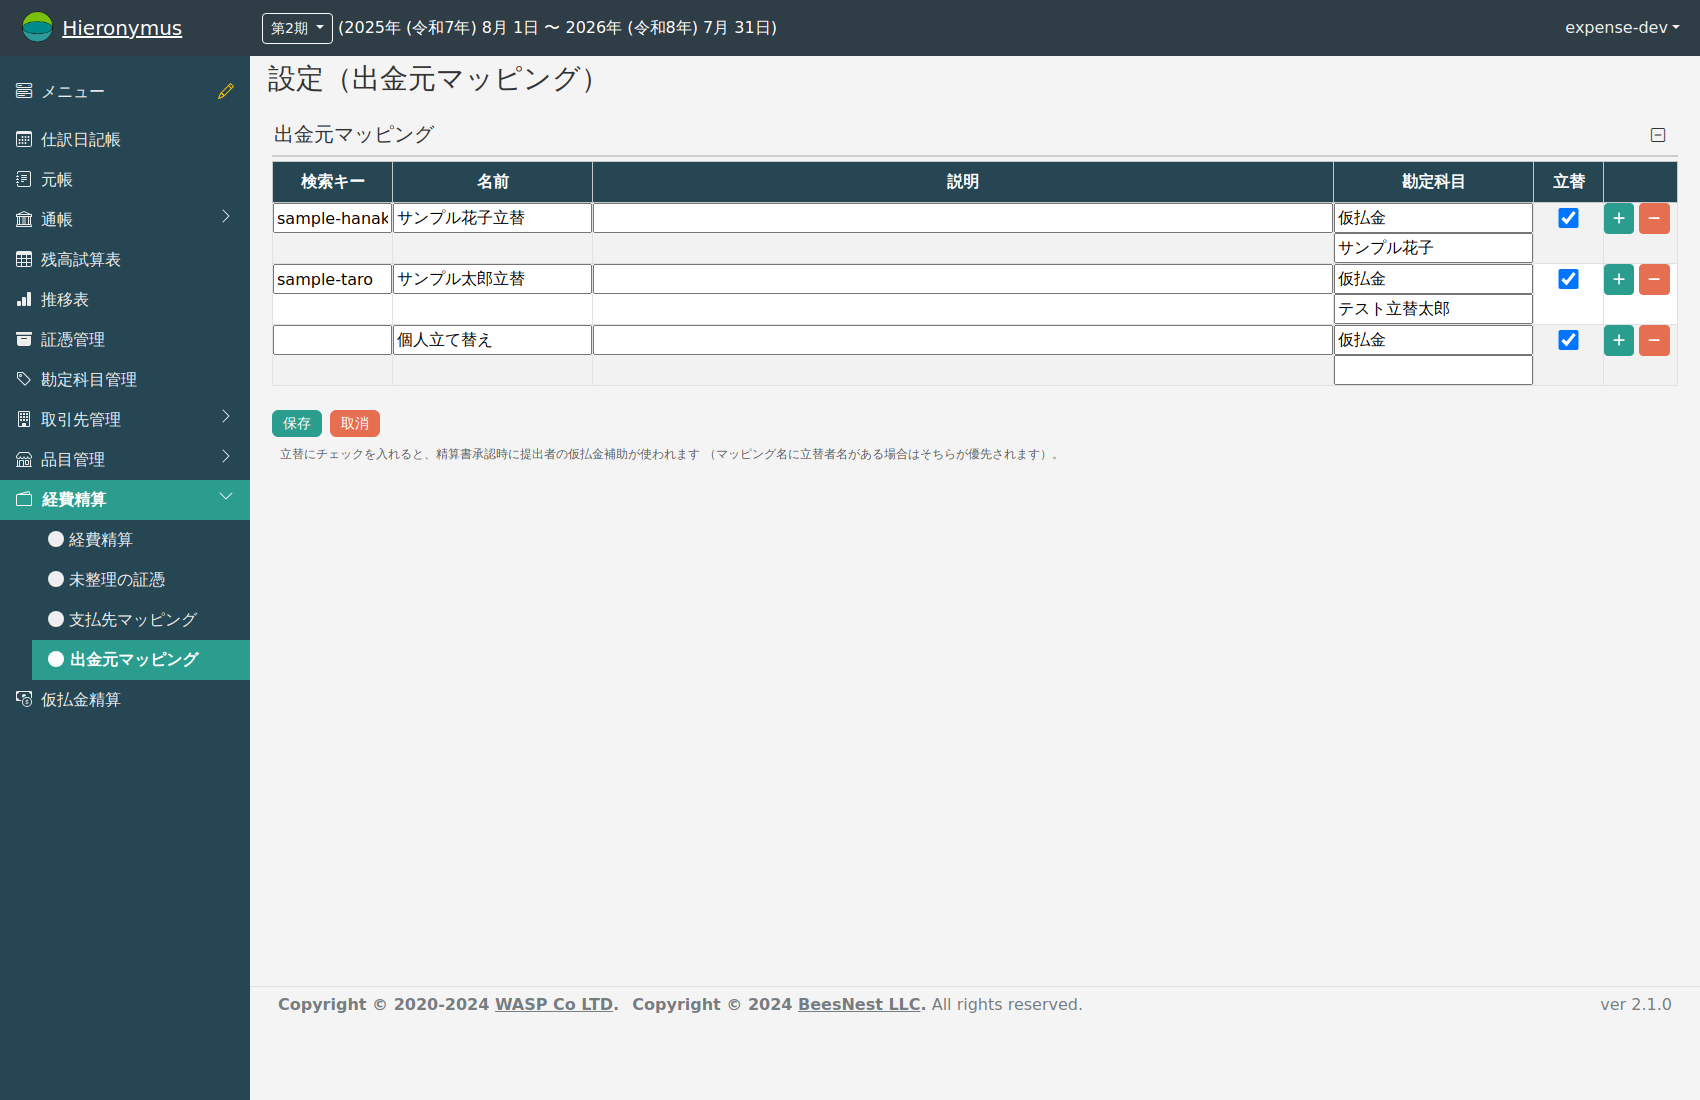 Hieronymus
第2期 (2025年 (令和7年) 8月 1日 〜 2026年 (令和8年) 7月 31日)
expense-dev
メニュー
仕訳日記帳
元帳
通帳
残高試算表
推移表
証憑管理
勘定科目管理
取引先管理
品目管理
経費精算
経費精算
未整理の証憑
支払先マッピング
出金元マッピング
仮払金精算
設定（出金元マッピング）
出金元マッピング
検索キー 名前 説明 勘定科目 立替
sample-hanak サンプル花子立替 仮払金
サンプル花子
sample-taro サンプル太郎立替 仮払金
テスト立替太郎
個人立て替え 仮払金
保存 取消
立替にチェックを入れると、精算書承認時に提出者の仮払金補助が使われます （マッピング名に立替者名がある場合はそちらが優先されます）。
Copyright © 2020-2024 WASP Co LTD. Copyright © 2024 BeesNest LLC. All rights reserved.
ver 2.1.0